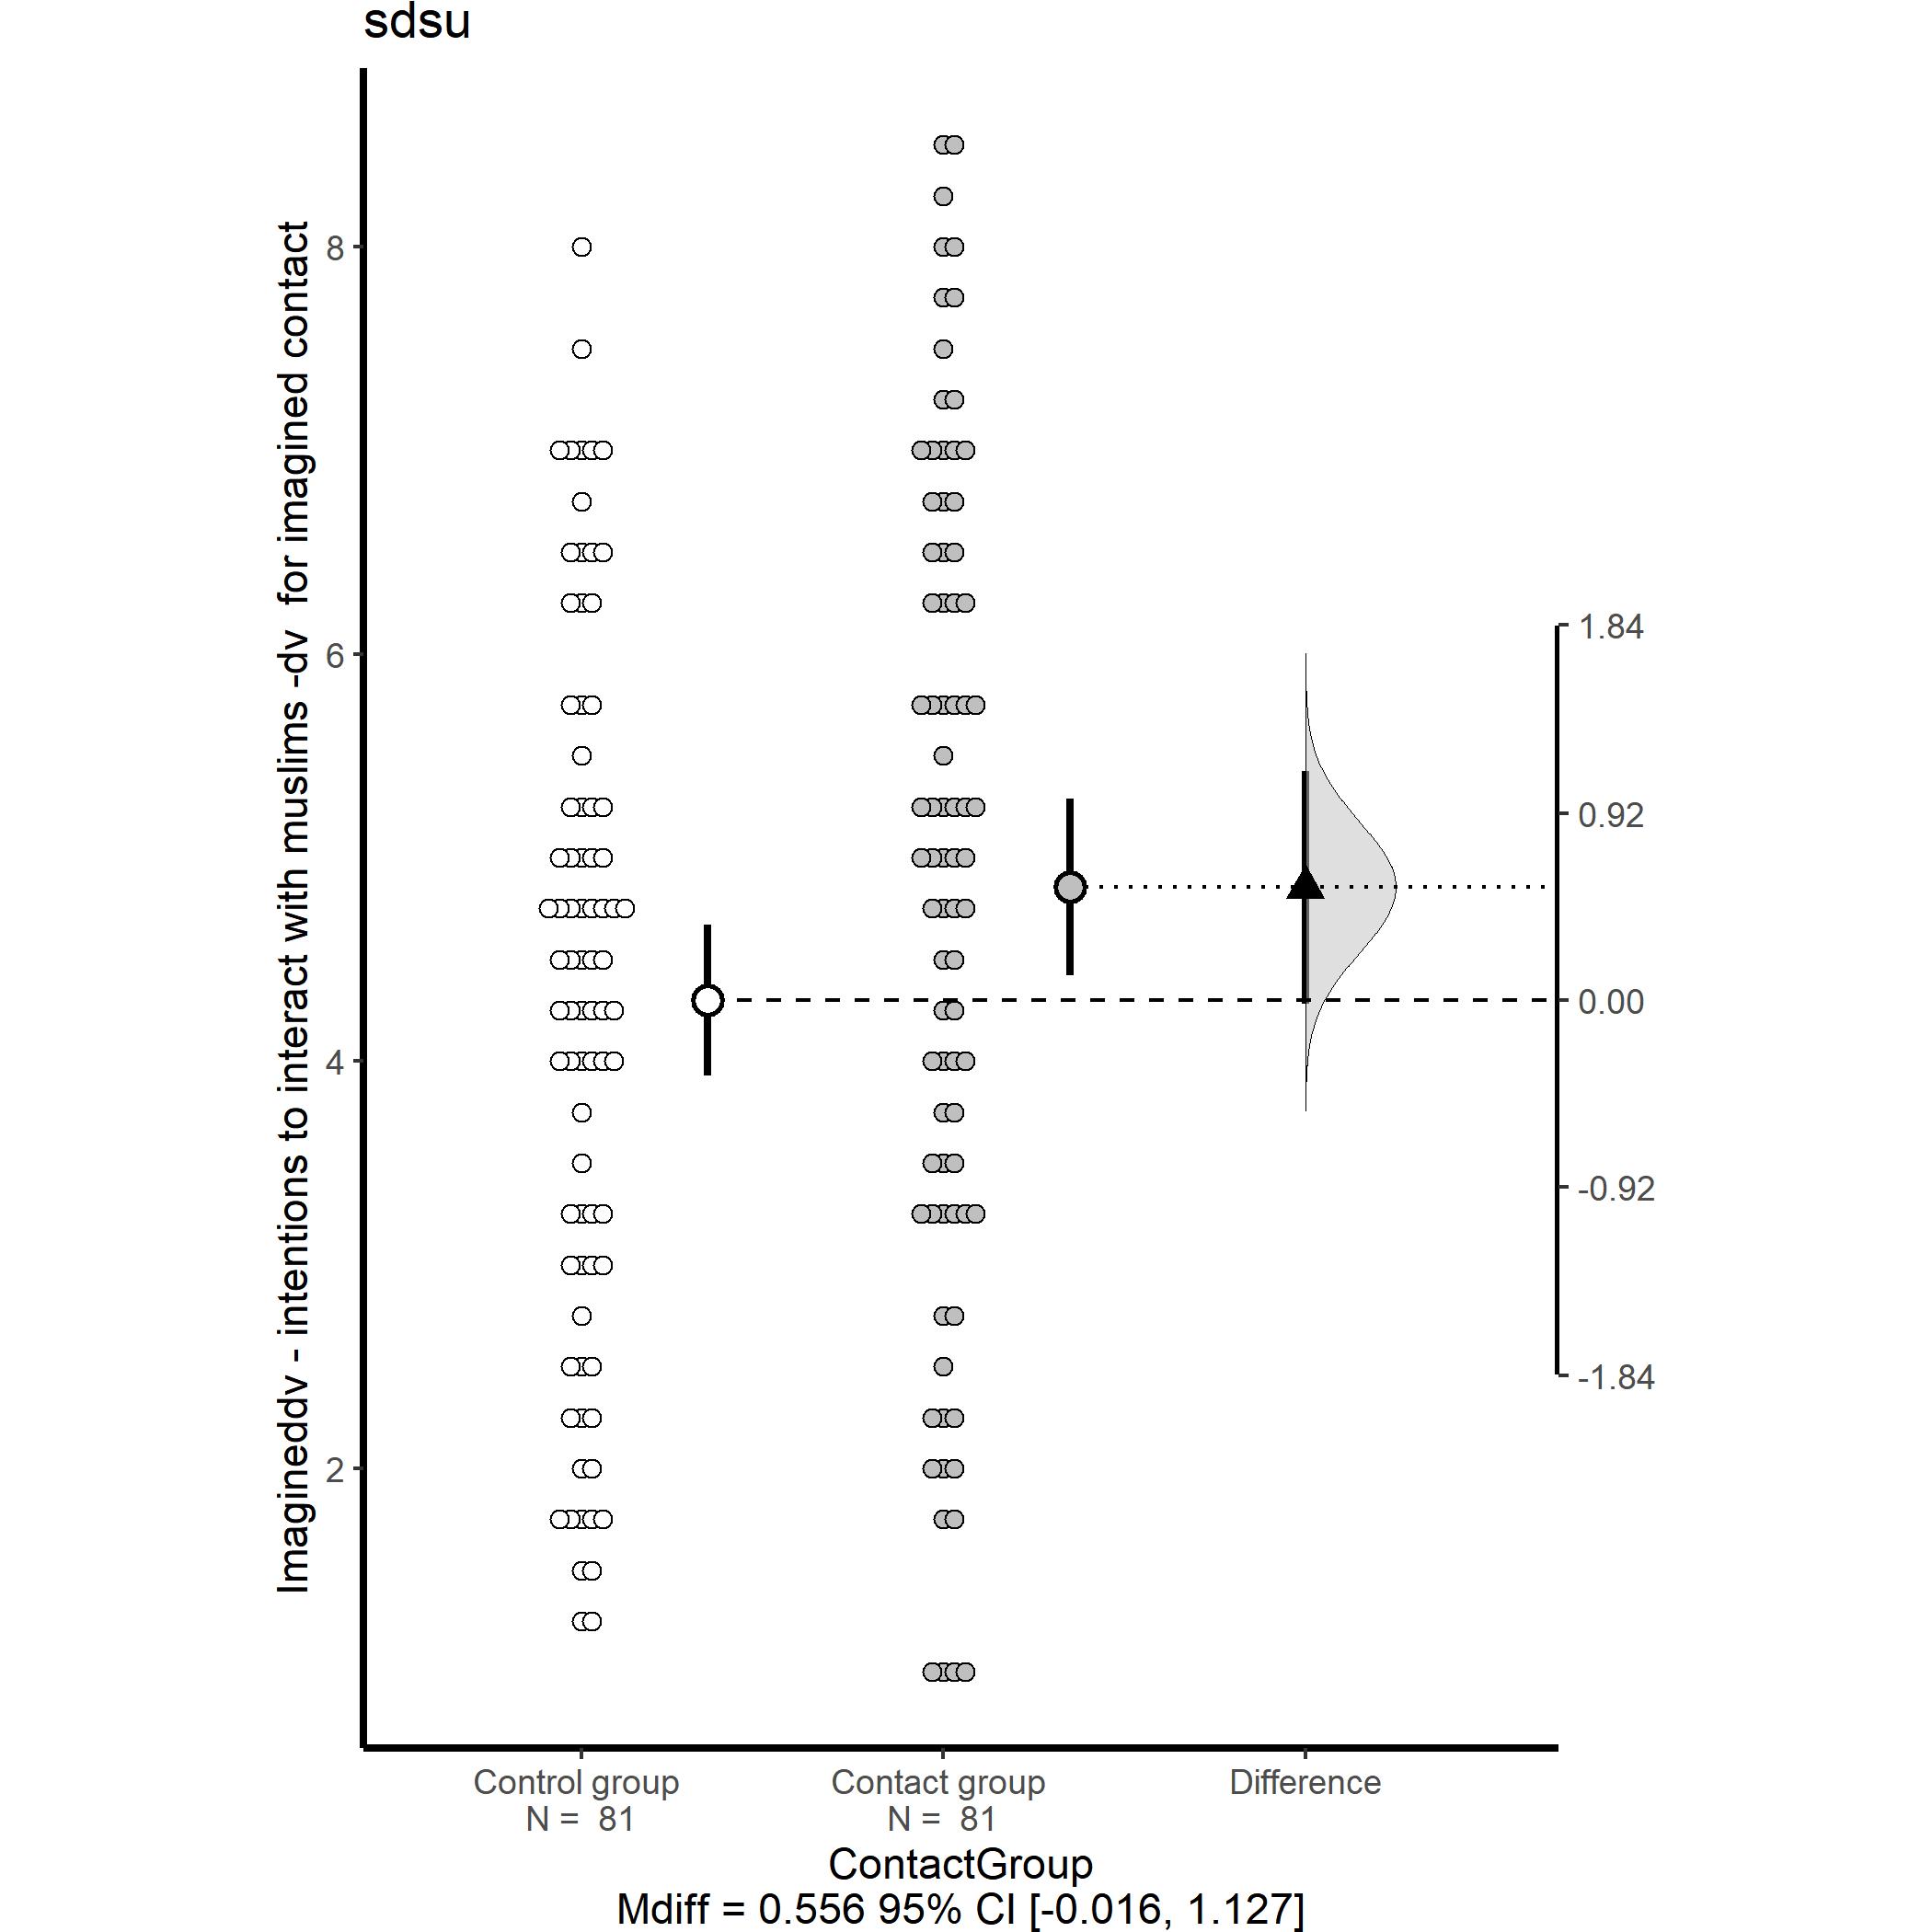 sdsu
Imagineddv - intentions to interact with muslims -dv  for imagined contact
8
6
4
2
1.84
0.92
0.00
-0.92
-1.84
Control group
N =  81
Contact group
N =  81
Difference
ContactGroup
Mdiff = 0.556 95% CI [-0.016, 1.127]